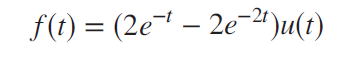 f(t) = (2e⁻ᵗ – 2e⁻²ᵗ)u(t)